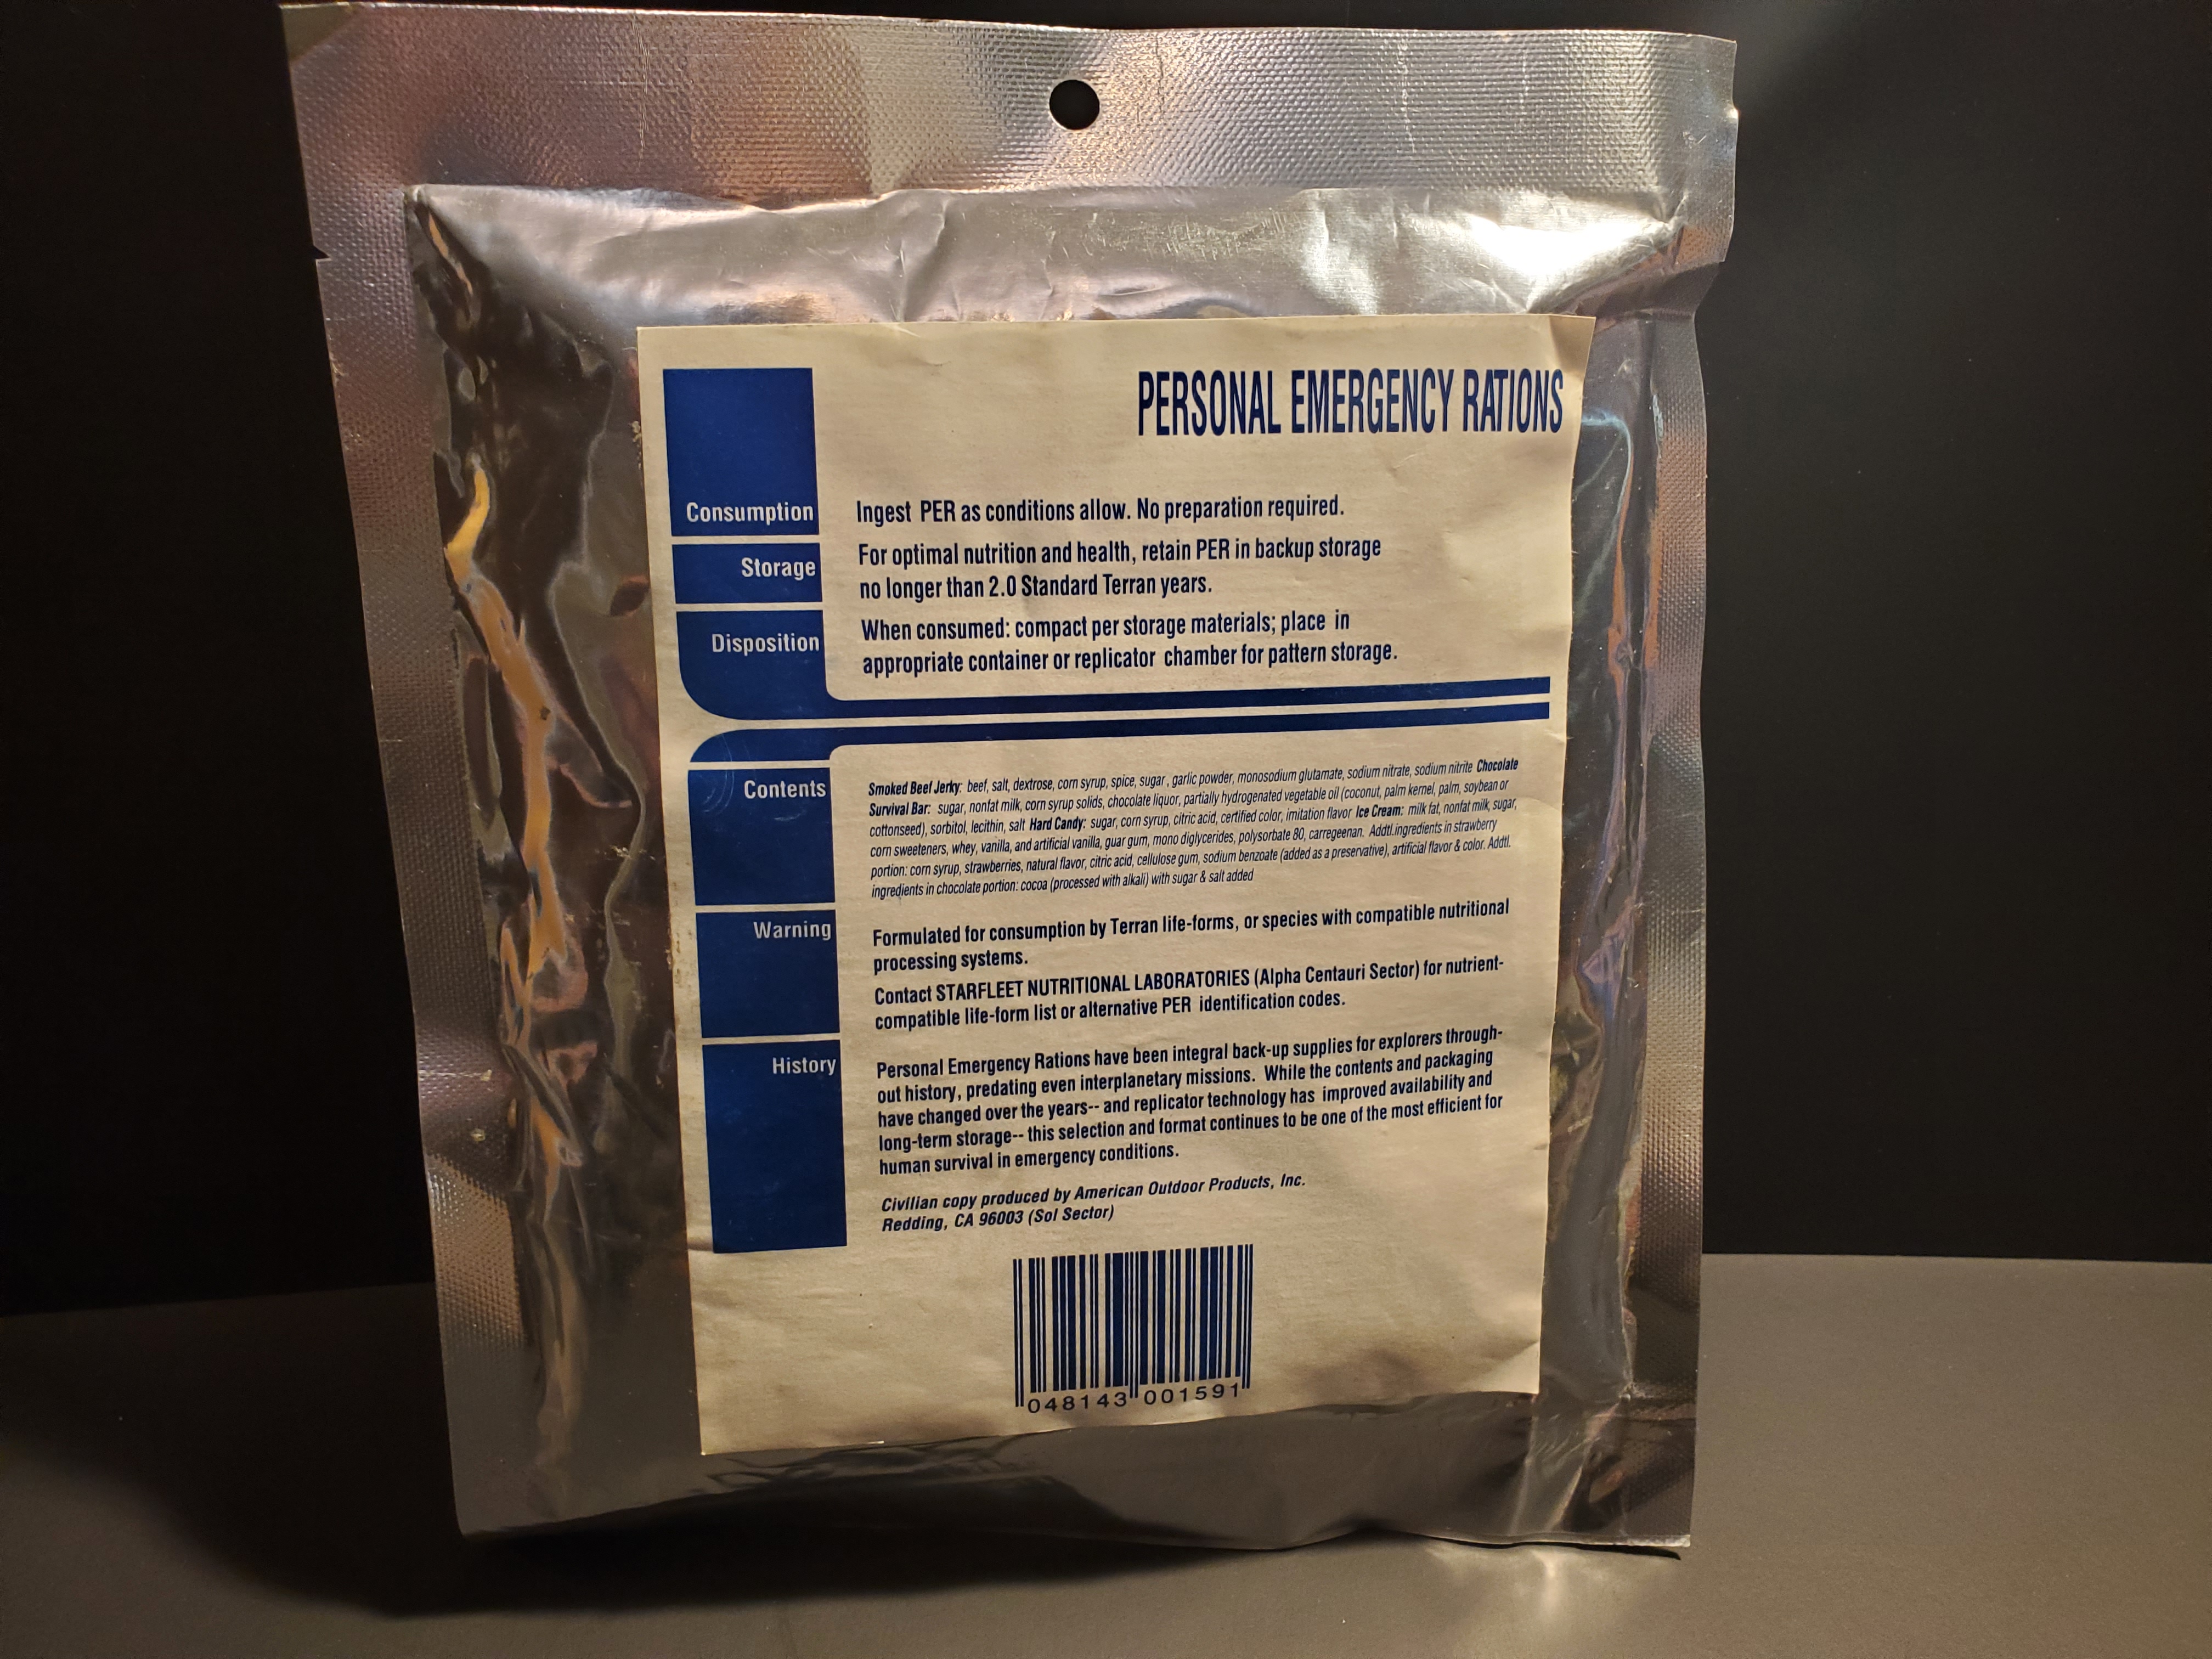 PERSONAL EMERGENCY RATIONS
Consumption
Ingest PER as conditions allow. No preparation required.
Storage
For optimal nutrition and health, retain PER in backup storage
no longer than 2.0 Standard Terran years.
Disposition
When consumed: compact per storage materials; place in
appropriate container or replicator chamber for pattern storage.
Contents
Smoked Beef Jerky: beef, salt, dextrose, corn syrup, spice, sugar, garlic powder, monosodium glutamate, sodium nitrate, sodium nitrite Chocolate
Survival Bar: sugar, nonfat milk, corn syrup solids, chocolate liquor, partially hydrogenated vegetable oil (coconut, palm kernel, palm, soybean or
cottonseed), sorbitol, lecithin, salt Hard Candy: sugar, corn syrup, citric acid, certified color, imitation flavor Ice Cream: milk fat, nonfat milk, sugar,
corn sweeteners, whey, vanilla, and artificial vanilla, guar gum, mono diglycerides, polysorbate 80, carregeenan. Addtl.ingredients in strawberry
portion: corn syrup, strawberries, natural flavor, citric acid, cellulose gum, sodium benzoate (added as a preservative), artificial flavor & color. Addtl.
ingredients in chocolate portion: cocoa (processed with alkali) with sugar & salt added
Warning
Formulated for consumption by Terran life-forms, or species with compatible nutritional
processing systems.
Contact STARFLEET NUTRITIONAL LABORATORIES (Alpha Centauri Sector) for nutrient-
compatible life-form list or alternative PER identification codes.
History
Personal Emergency Rations have been integral back-up supplies for explorers through-
out history, predating even interplanetary missions. While the contents and packaging
have changed over the years-- and replicator technology has improved availability and
long-term storage-- this selection and format continues to be one of the most efficient for
human survival in emergency conditions.
Civilian copy produced by American Outdoor Products, Inc.
Redding, CA 96003 (Sol Sector)
048143 001591